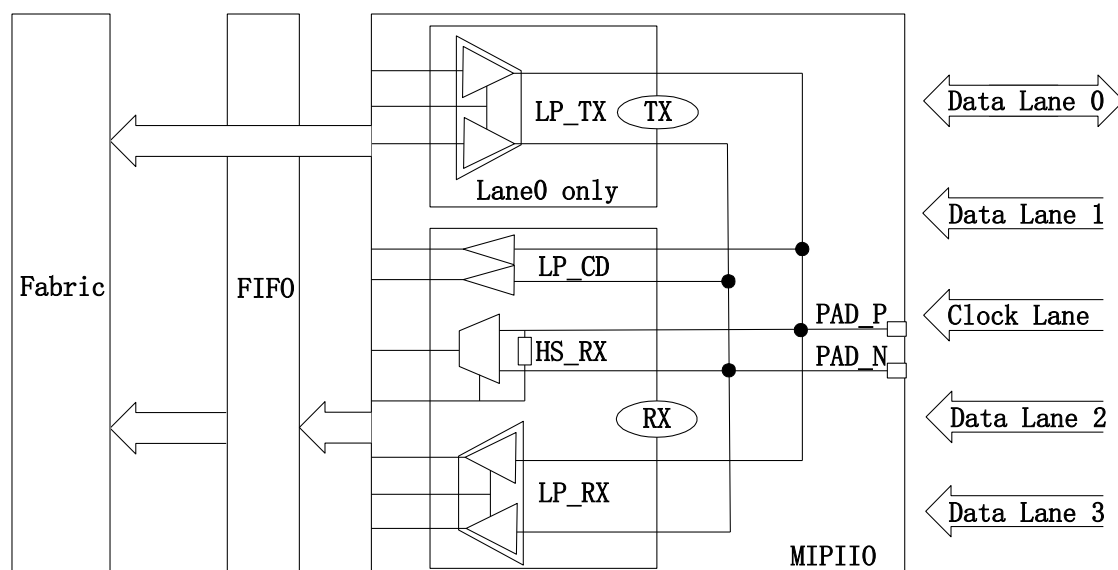 LP_TX
TX
Lane0 only
Fabric
FIFO
LP_CD
HS_RX
RX
LP_RX
PAD_P
PAD_N
MIPIIO
Data Lane 0
Data Lane 1
Clock Lane
Data Lane 2
Data Lane 3